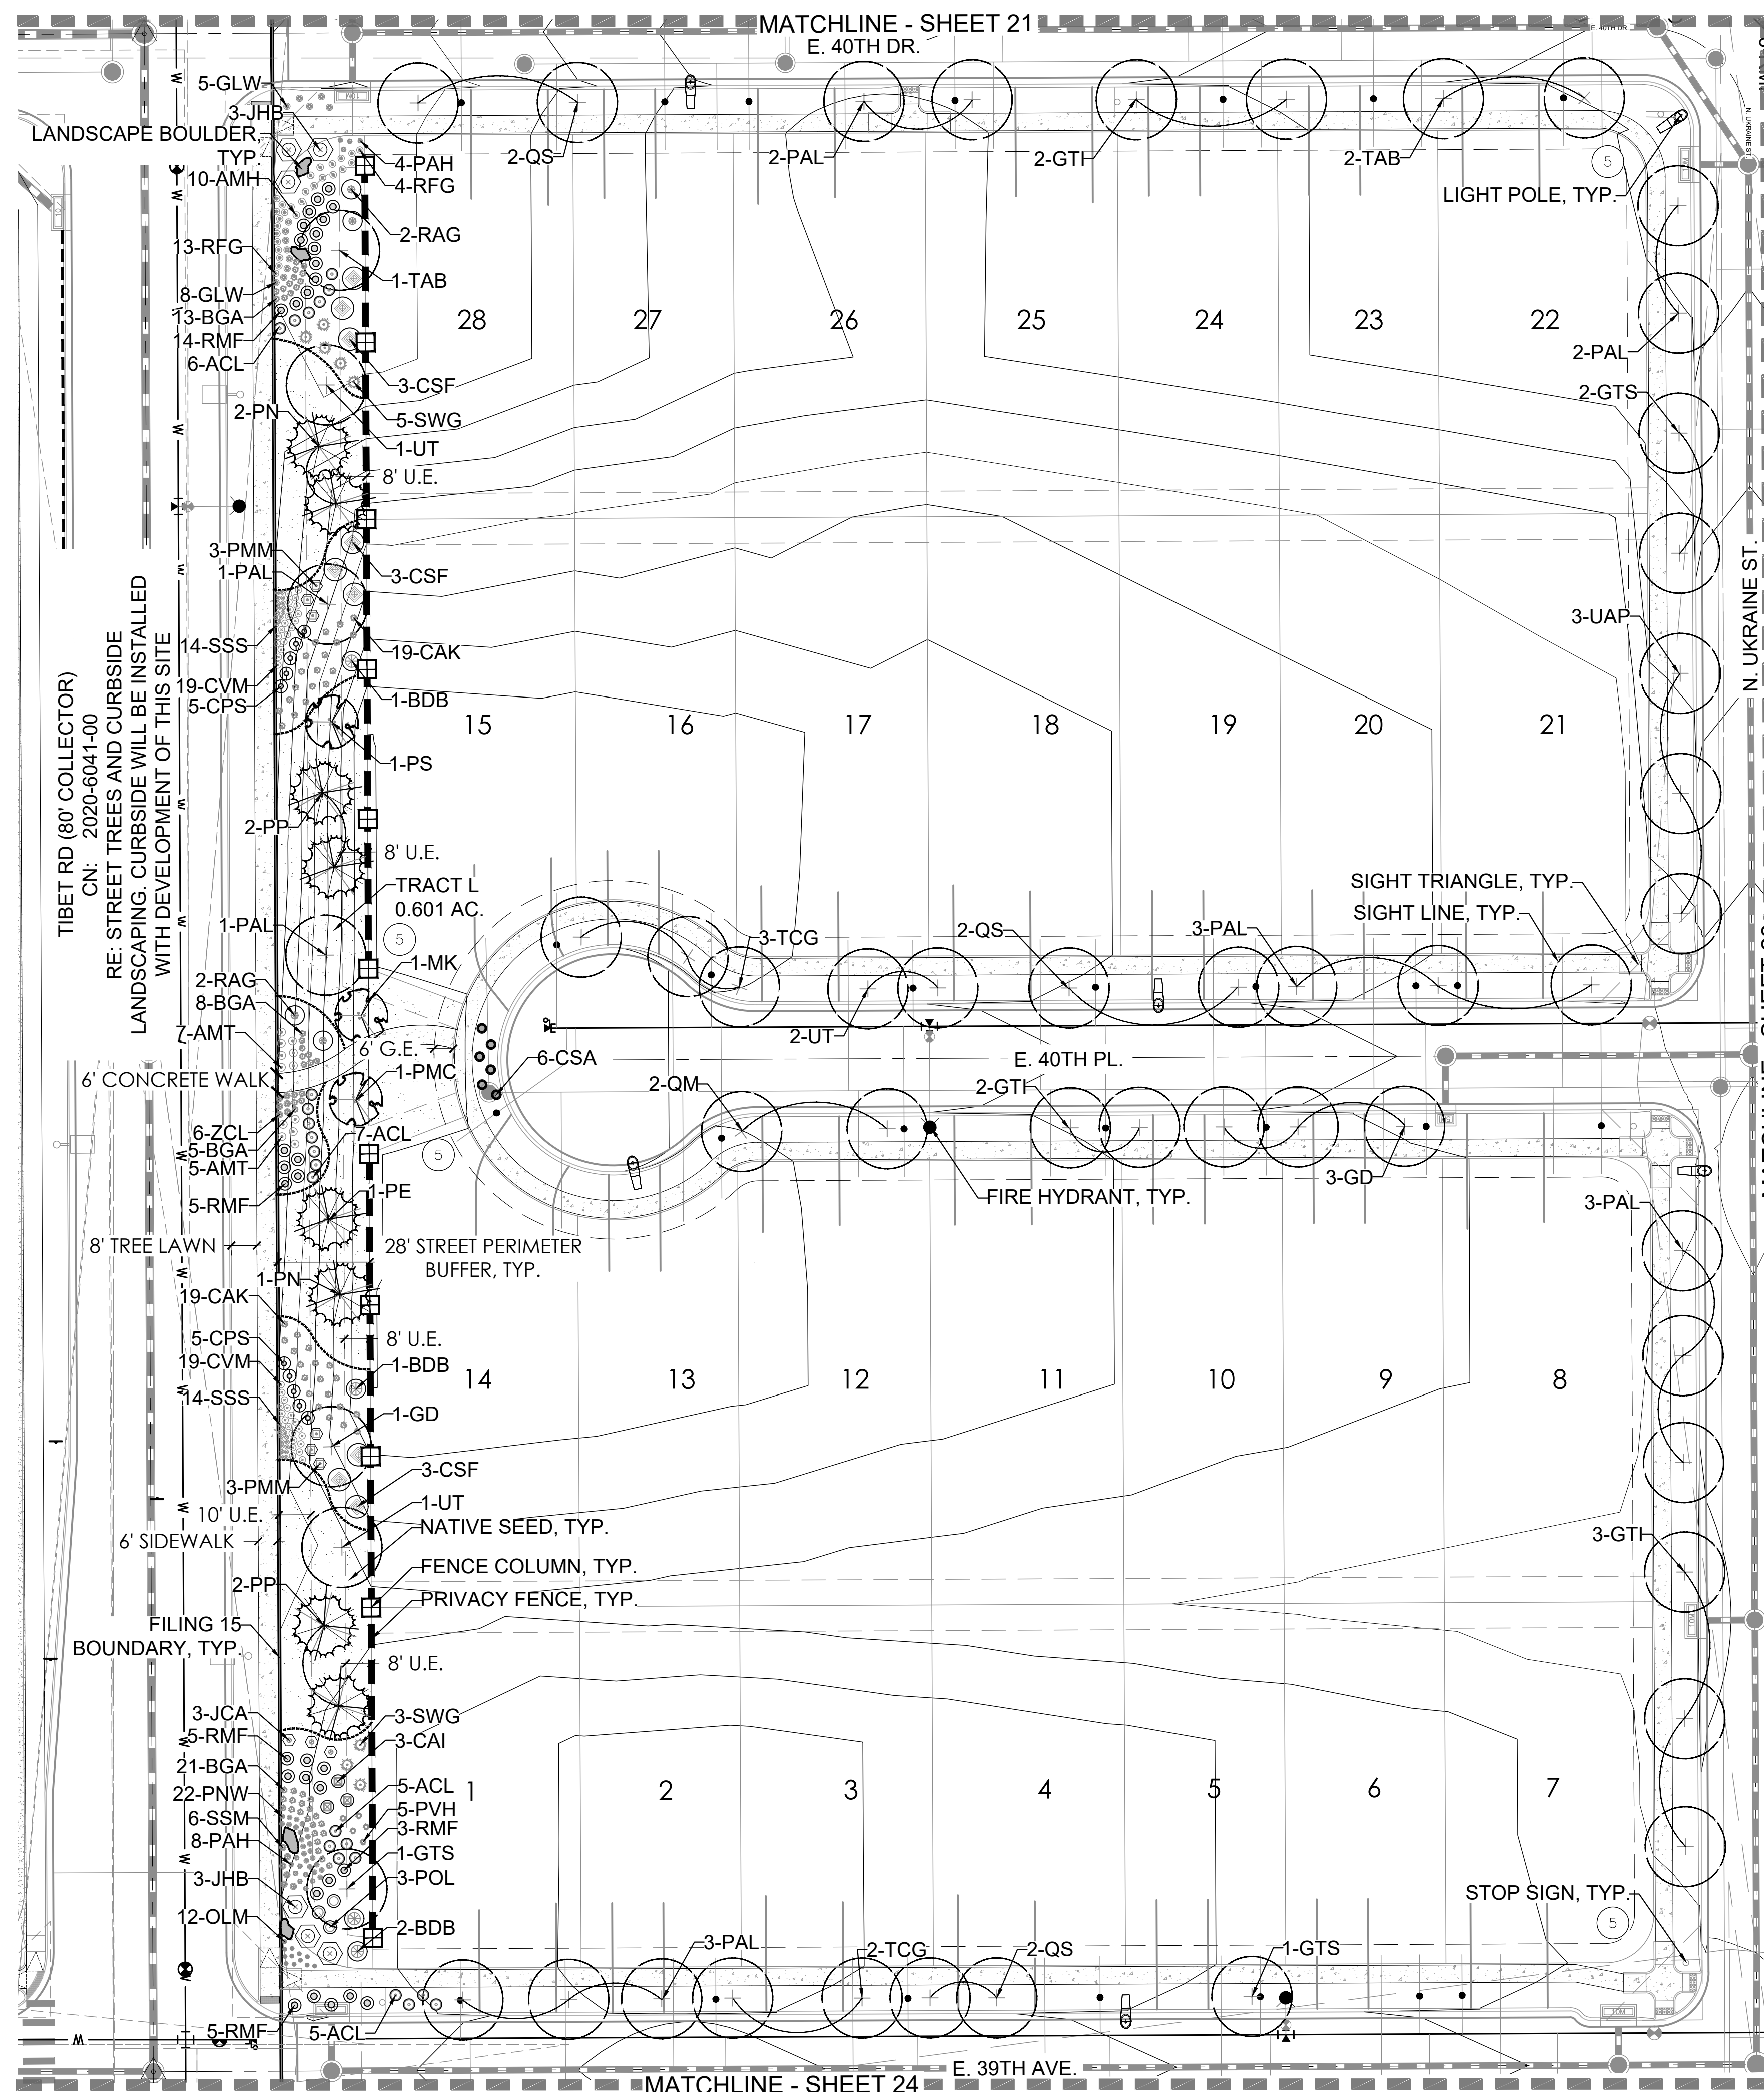 MATCHLINE - SHEET 21
E. 40TH DR.
E. 40TH DR.
5-GLW
3-JHB
LANDSCAPE BOULDER,
TYP.
10-AMH
4-PAH
4-RFG
2-RAG
1-TAB
13-RFG
8-GLW
13-BGA
14-RMF
6-ACL
3-CSF
5-SWG
1-UT
2-PN
8' U.E.
2-QS
2-PAL
2-GTI
2-TAB
5
LIGHT POLE, TYP.
N. UKRAINE ST.
28
27
26
25
24
23
22
2-PAL
2-GTS
3-UAP
N. UKRAINE ST.
3-PMM
1-PAL
3-CSF
14-SSS
19-CAK
19-CVM
5-CPS
1-BDB
1-PS
2-PP
8' U.E.
TIBET RD (80' COLLECTOR)
CN: 2020-6041-00
RE: STREET TREES AND CURBSIDE
LANDSCAPING. CURBSIDE WILL BE INSTALLED
WITH DEVELOPMENT OF THIS SITE
15
16
17
18
19
20
21
TRACT L
0.601 AC.
5
1-PAL
1-MK
2-RAG
8-BGA
7-AMT
6' G.E.
1-PMC
6' CONCRETE WALK
6-CSA
3-TCG
2-UT
2-QS
3-PAL
SIGHT TRIANGLE, TYP.
SIGHT LINE, TYP.
E. 40TH PL.
2-QM
2-GTI
3-GD
FIRE HYDRANT, TYP.
6-ZCL
5-BGA
5-AMT
7-ACL
5
5-RMF
1-PE
8' TREE LAWN
28' STREET PERIMETER
BUFFER, TYP.
1-PN
19-CAK
5-CPS
8' U.E.
19-CVM
1-BDB
14-SSS
1-GD
3-PMM
3-CSF
10' U.E.
1-UT
6' SIDEWALK
NATIVE SEED, TYP.
FENCE COLUMN, TYP.
2-PP
PRIVACY FENCE, TYP.
FILING 15
BOUNDARY, TYP.
8' U.E.
14
13
12
11
10
9
8
3-PAL
3-GTI
3-JCA
5-RMF
21-BGA
22-PNW
6-SSM
8-PAH
3-JHB
12-OLM
3-SWG
3-CAI
5-ACL
5-PVH
3-RMF
1-GTS
3-POL
2-BDB
1
2
3
4
5
6
7
STOP SIGN, TYP.
5
3-PAL
2-TCG
2-QS
1-GTS
5-RMF
5-ACL
E. 39TH AVE.
MATCHLINE - SHEET 24